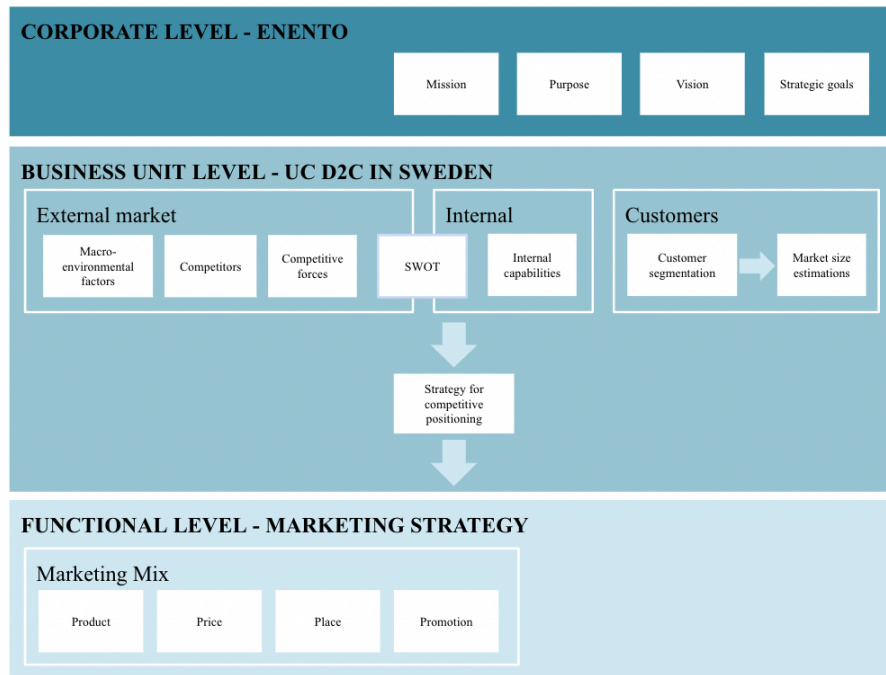 CORPORATE LEVEL - ENENTO
Mission
Purpose
Vision
Strategic goals
BUSINESS UNIT LEVEL - UC D2C IN SWEDEN
External market
Macro-
environmental
factors
Competitors
Competitive
forces
SWOT
Internal
Internal
capabilities
Customers
Customer
segmentation
Market size
estimations
Strategy for
competitive
positioning
FUNCTIONAL LEVEL - MARKETING STRATEGY
Marketing Mix
Product
Price
Place
Promotion